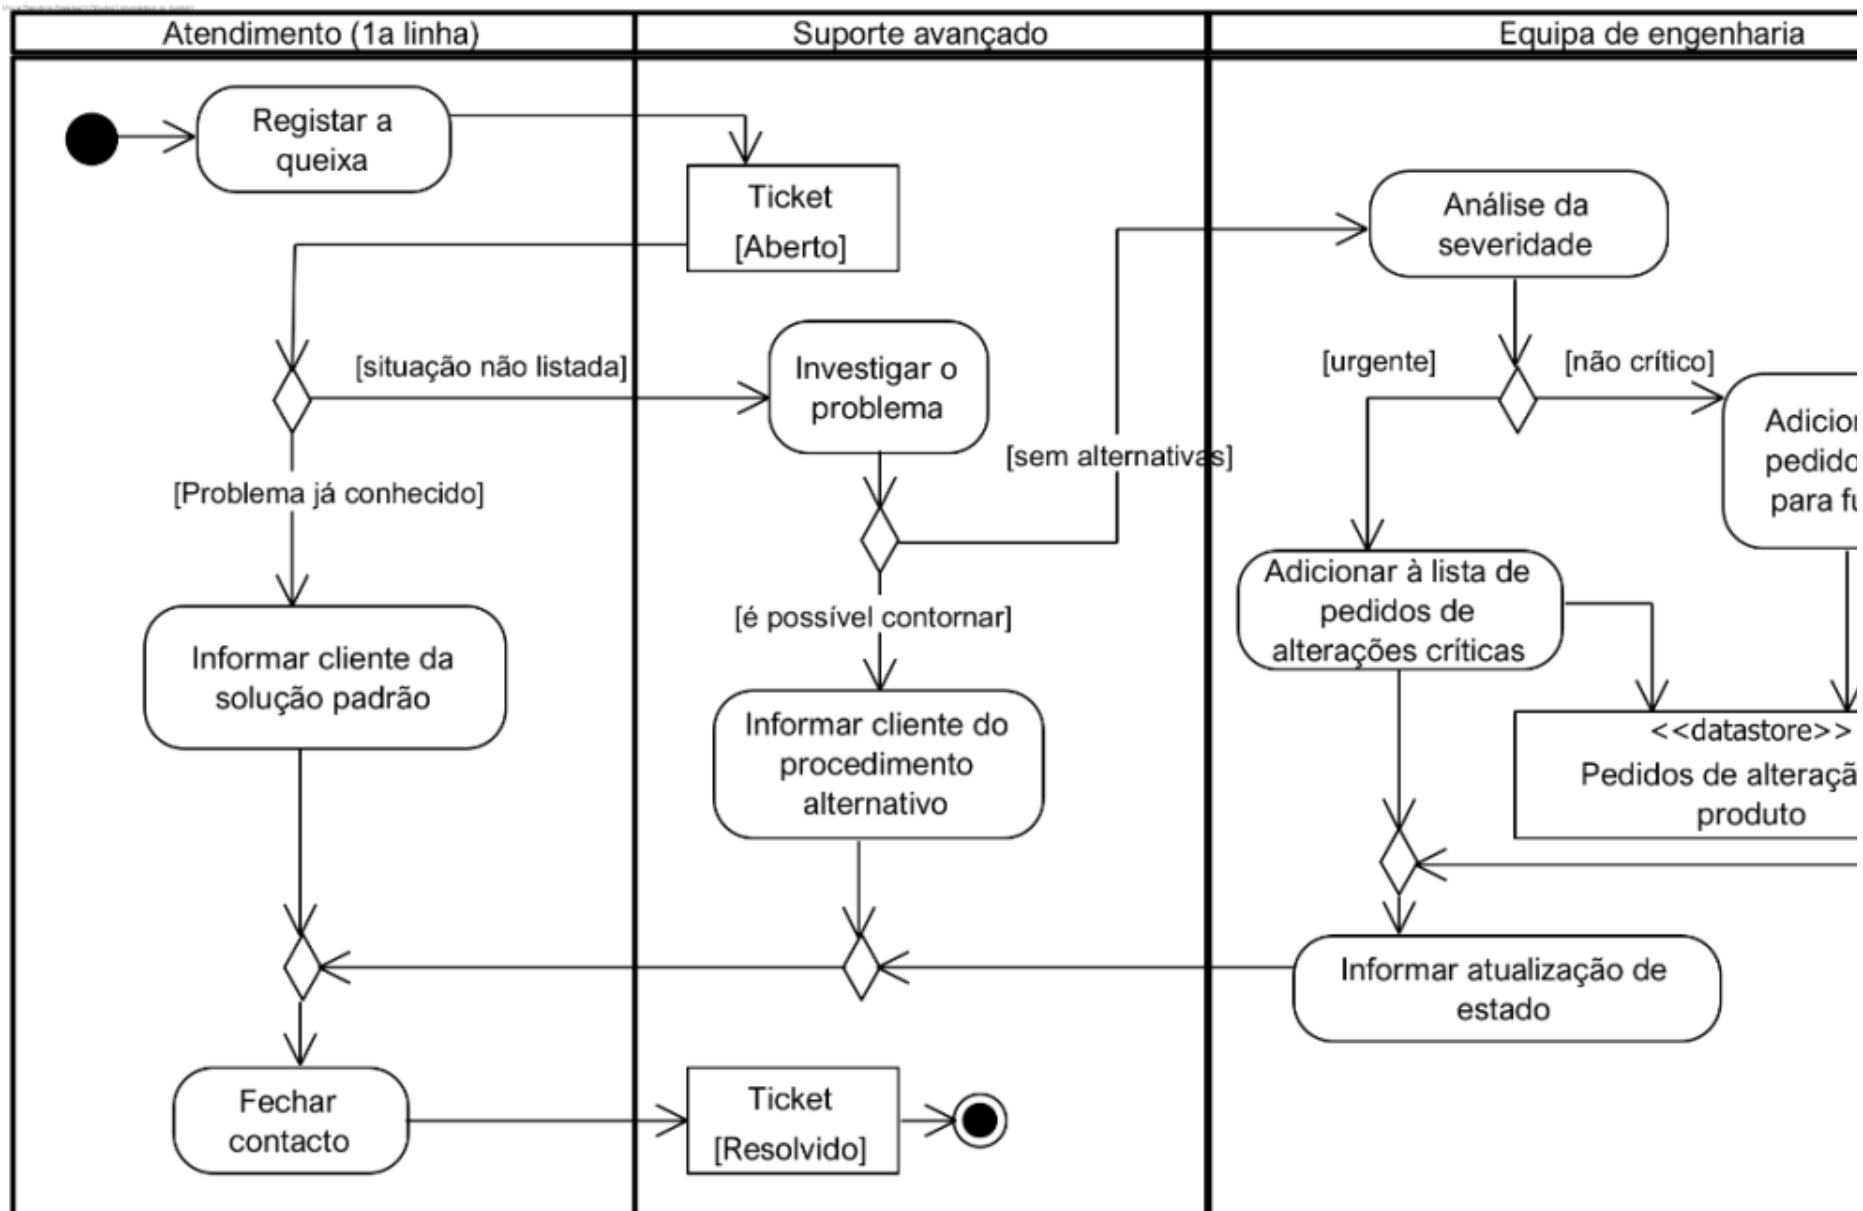 Atendimento (1a linha)
Suporte avançado
Equipa de engenharia
Registar a
queixa
Ticket
[Aberto]
Análise da
severidade
[situação não listada]
Investigar o
problema
[urgente]
[não crítico]
[Problema já conhecido]
[sem alternativas]
para
Adicionar à lista de
pedidos de
alterações críticas
[é possível contornar]
Informar cliente da
solução padrão
Informar cliente do
procedimento
alternativo
<<datastore>>
Pedidos de
produto
Informar atualização de
estado
Fechar
contacto
Ticket
[Resolvido]